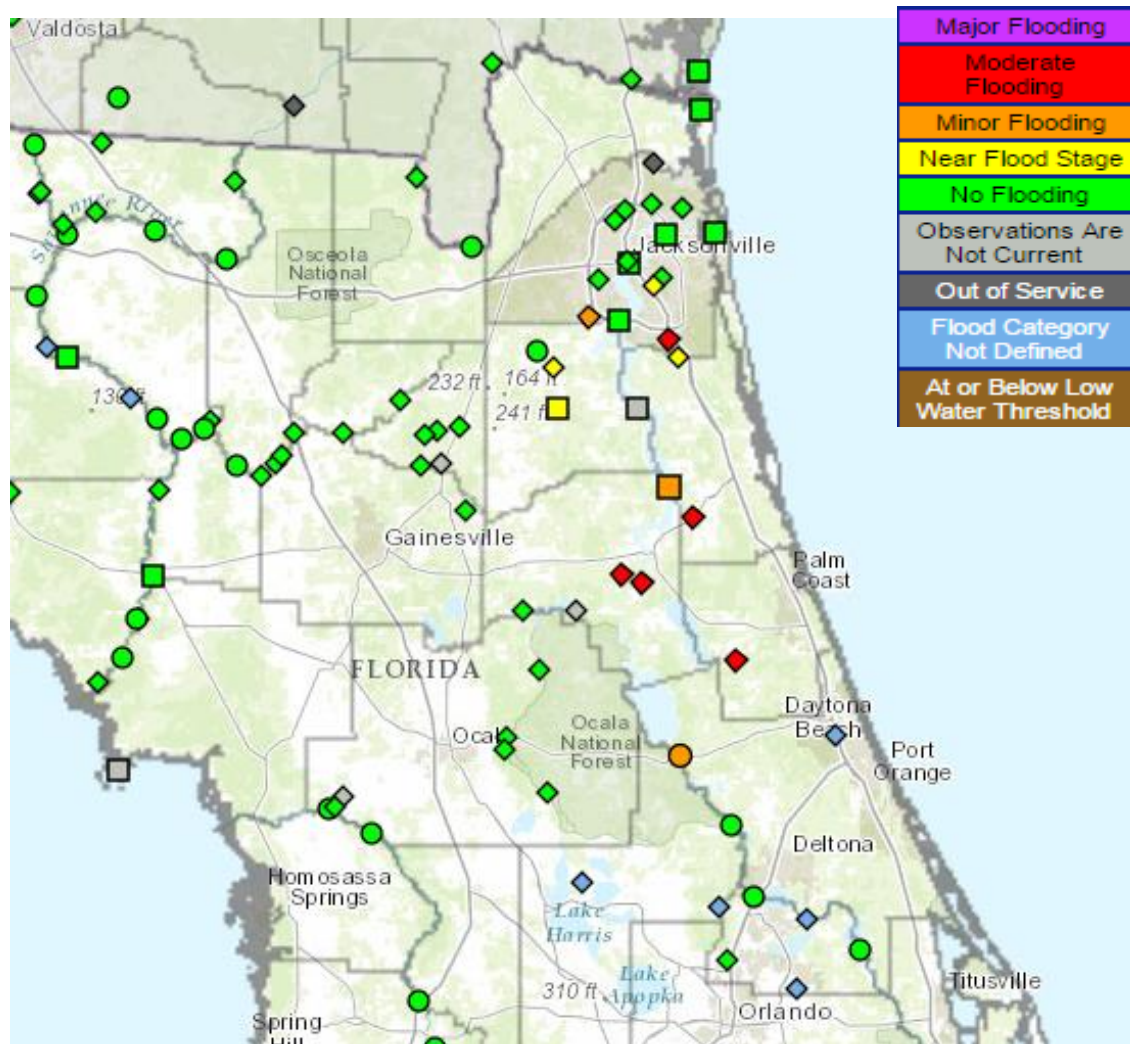 Valdosta
Major Flooding
Moderate
Flooding
Minor Flooding
Near Flood Stage
No Flooding
Observations Are
Not Current
Out of Service
Flood Category
Not Defined
At or Below Low
Water Threshold
River
Jacksonville
Osceola
National
Forest
232 ft
164 ft
241 ft
Gainesville
Palm
Coast
FLORIDA
Ocala
National
Forest
Daytona
Beach
Port
Orange
Deltona
Homosassa
Springs
Lake
Harris
Lake
Apopka
310 ft
Titusville
Orlando
Spring